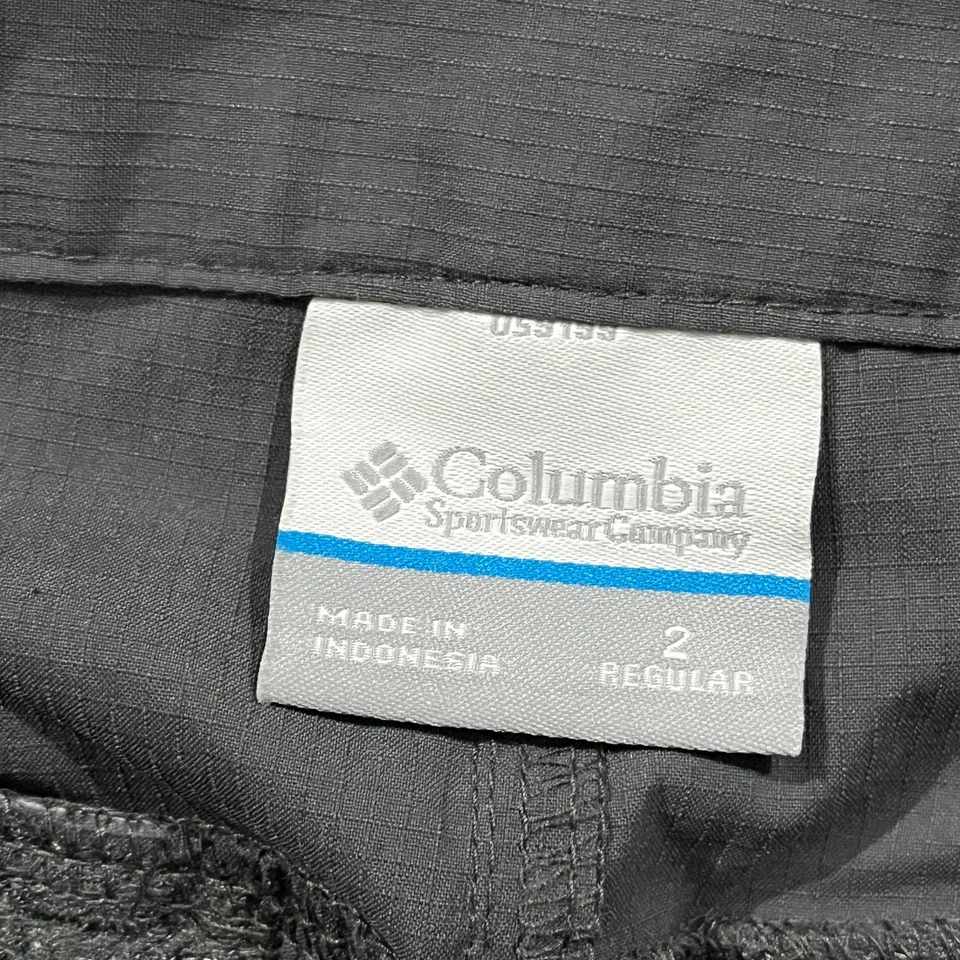 Columbia
Sportswear Company
MADE IN
INDONESIA
2
REGULAR